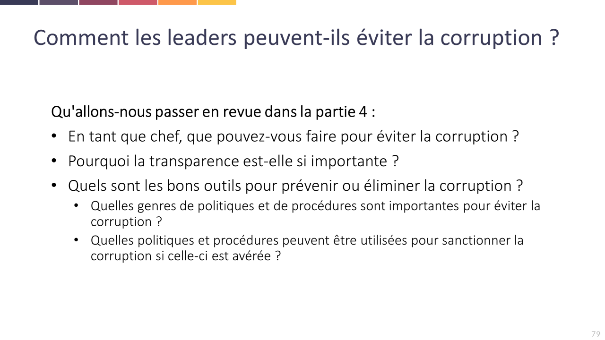 Comment les leaders peuvent-ils éviter la corruption ?
Qu'allons-nous passer en revue dans la partie 4 :
• En tant que chef, que pouvez-vous faire pour éviter la corruption ?
• Pourquoi la transparence est-elle si importante ?
• Quels sont les bons outils pour prévenir ou éliminer la corruption ?
• Quelles genres de politiques et de procédures sont importantes pour éviter la
corruption ?
• Quelles politiques et procédures peuvent être utilisées pour sanctionner la
corruption si celle-ci est avérée ?
79